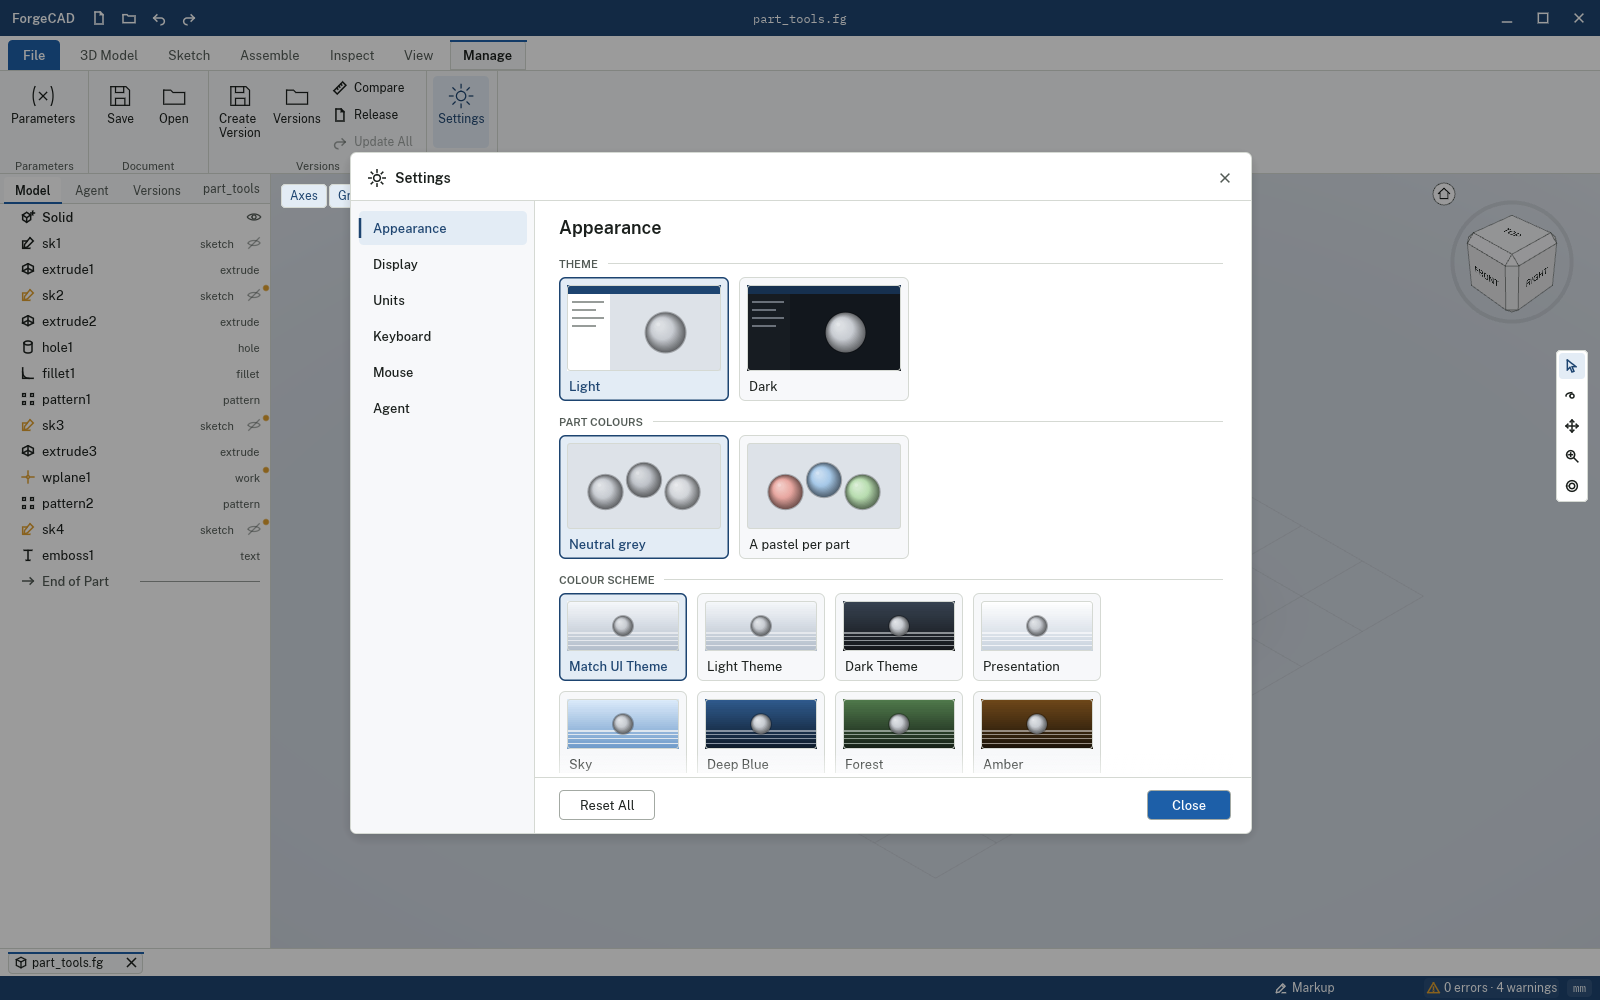 ForgeCAD
part_tools.fg
File
3D Model
Sketch
Assemble
Inspect
View
Manage
(x)
Parameters
Save
Open
Create
Version
Versions
Compare
Release
Update All
Settings
Parameters
Document
Versions
Model
Agent
Versions
part_tools
Solid
sk1 sketch
extrude1 extrude
sk2 sketch
extrude2 extrude
hole1 hole
fillet1 fillet
pattern1 pattern
sk3 sketch
extrude3 extrude
wplane1 work
pattern2 pattern
sk4 sketch
emboss1 text
End of Part
Axes
Gr
TOP
FRONT
RIGHT
Settings
Appearance
Display
Units
Keyboard
Mouse
Agent
Appearance
THEME
Light
Dark
PART COLOURS
Neutral grey
A pastel per part
COLOUR SCHEME
Match UI Theme
Light Theme
Dark Theme
Presentation
Sky
Deep Blue
Forest
Amber
Reset All
Close
part_tools.fg
Markup
0 errors · 4 warnings
mm